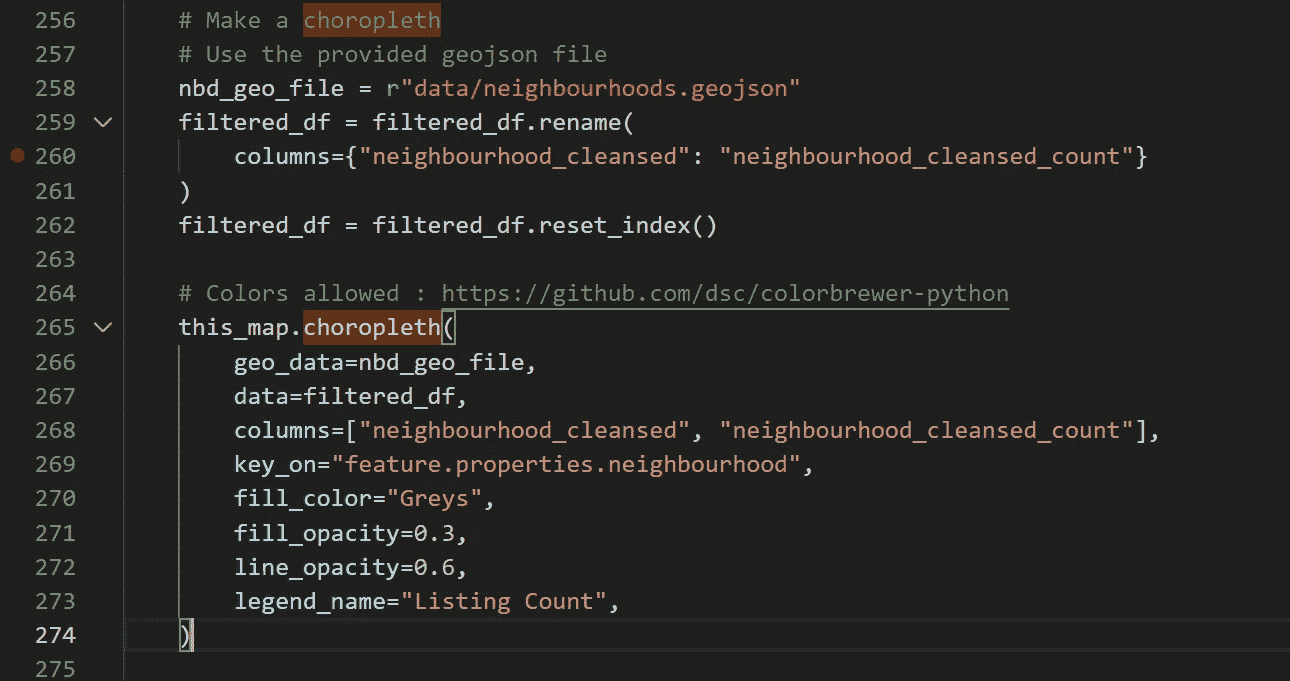 256 # Make a choropleth
257 # Use the provided geojson file
258 nbd_geo_file = r"data/neighbourhoods.geojson"
259 filtered_df = filtered_df.rename(
260 columns={"neighbourhood_cleansed": "neighbourhood_cleansed_count"}
261 )
262 filtered_df = filtered_df.reset_index()
263
264 # Colors allowed : https://github.com/dsc/colorbrewer-python
265 this_map.choropleth(
266 geo_data=nbd_geo_file,
267 data=filtered_df,
268 columns=["neighbourhood_cleansed", "neighbourhood_cleansed_count"],
269 key_on="feature.properties.neighbourhood",
270 fill_color="Greys",
271 fill_opacity=0.3,
272 line_opacity=0.6,
273 legend_name="Listing Count",
274 )
275